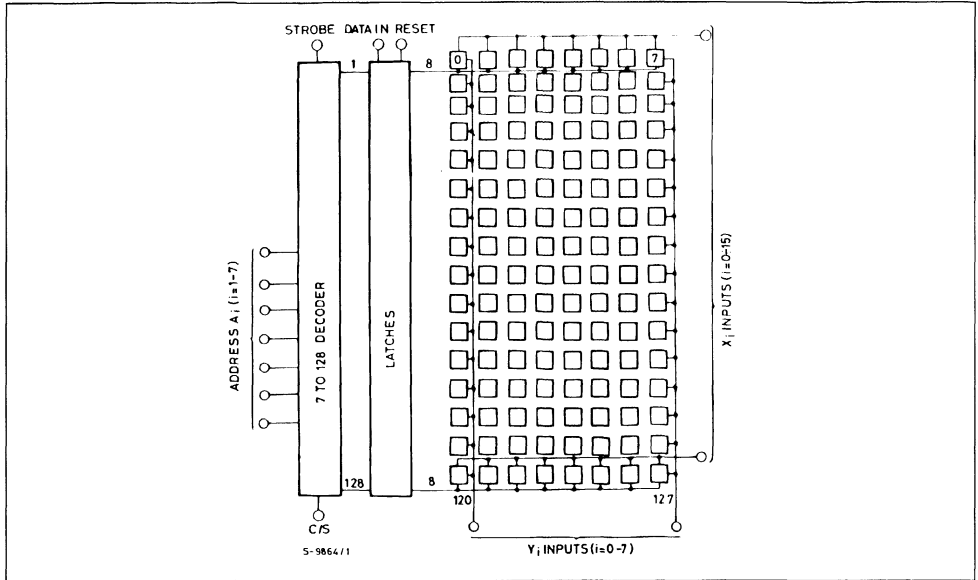 STROBE DATA IN RESET
1
8
0
7
ADDRESS Ai (i=1-7)
7 TO 128 DECODER
LATCHES
Xi INPUTS (i=0-15)
128
8
120
127
C/S
S-9864/1
Yi INPUTS (i=0-7)